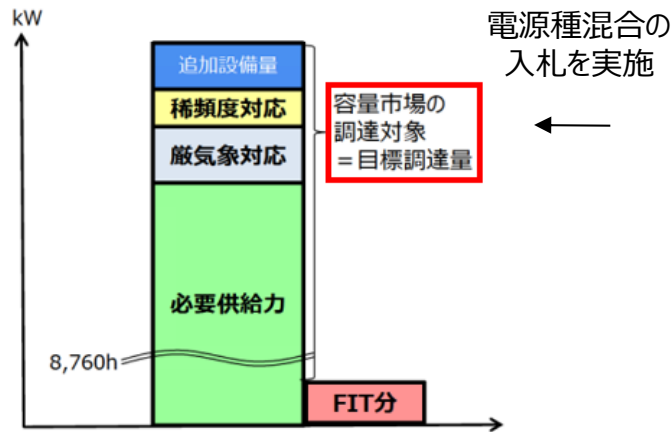 kW
電源種混合の
入札を実施
追加設備量
稀頻度対応
厳気象対応
容量市場の
調達対象
＝目標調達量
必要供給力
8,760h
FIT分